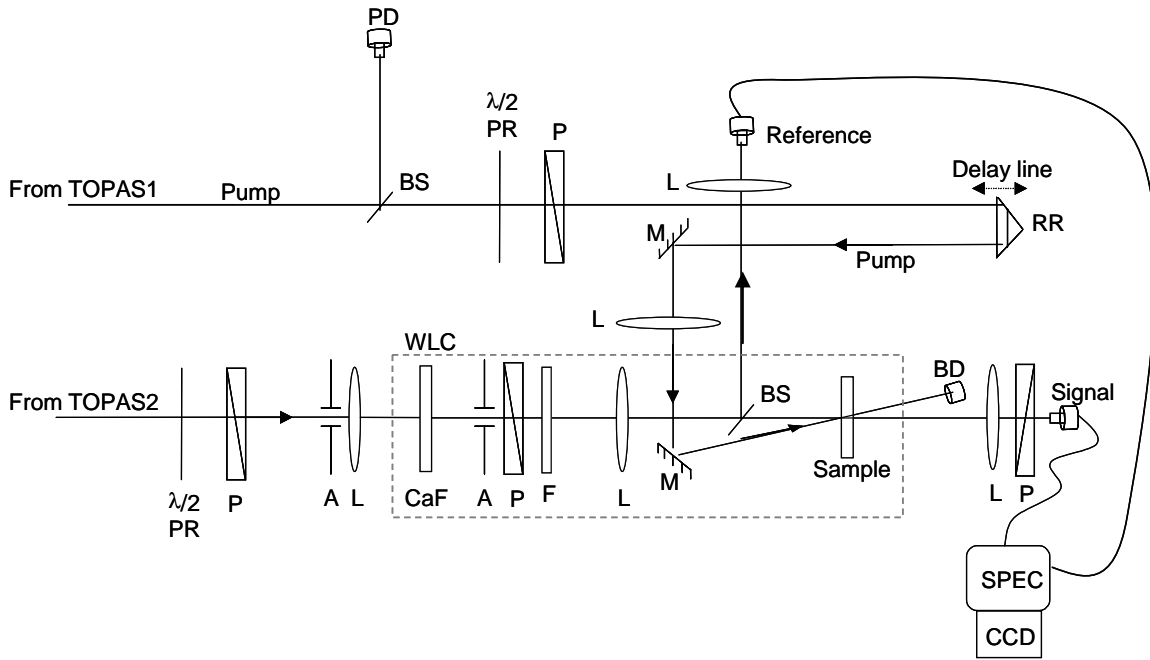 PD
λ/2
PR
P
Reference
From TOPAS1
Pump
BS
L
Delay line
RR
M
Pump
L
WLC
From TOPAS2
BS
BD
Signal
λ/2
PR
P
A
L
CaF
A
P
F
L
M
Sample
L
P
SPEC
CCD